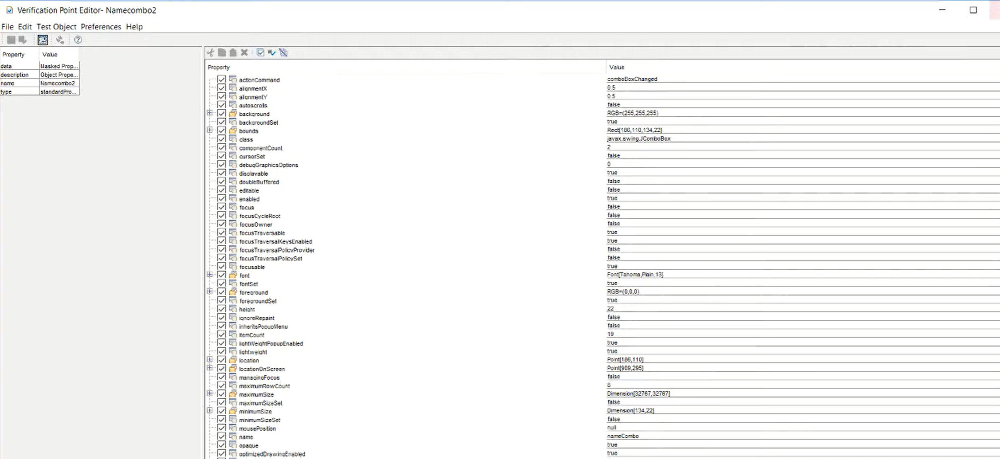 Verification Point Editor- Namecombo2
File Edit Test Object Preferences Help
Property Value
data Masked Prop...
description Object Prope...
name Namecombo2
type standardPro...
Property Value
actionCommand comboBoxChanged
alignmentX 0.5
alignmentY 0.5
autoscrolls false
background RGB=(255,255,255)
backgroundSet true
bounds Rect[186,110,134,22]
class javax.swing.JComboBox
componentCount 2
cursorSet false
debugGraphicsOptions 0
displayable true
doubleBuffered false
editable false
enabled true
focus false
focusCycleRoot false
focusOwner false
focusTraversable true
focusTraversalKeysEnabled true
focusTraversalPolicyProvider false
focusTraversalPolicySet false
focusable true
font Font[Tahoma,Plain,13]
fontSet true
foreground RGB=(0,0,0)
foregroundSet true
height 22
ignoreRepaint false
inheritsPopupMenu false
itemCount 19
lightWeightPopupEnabled true
lightweight true
location Point[186,110]
locationOnScreen Point[909,295]
managingFocus false
maximumRowCount 8
maximumSize Dimension[32767,32767]
maximumSizeSet false
minimumSize Dimension[134,22]
minimumSizeSet false
mousePosition null
name nameCombo
opaque true
optimizedDrawingEnabled true